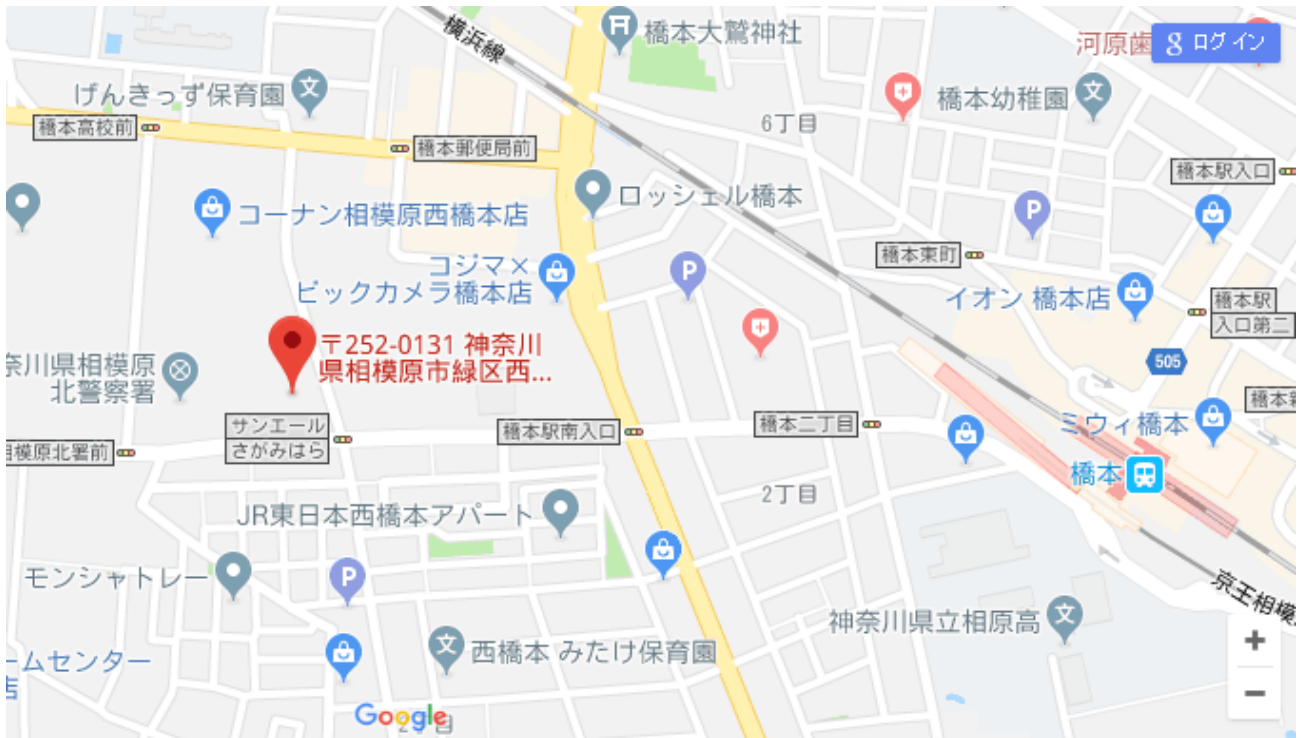 横浜線
橋本大鷲神社
河原歯
g ログイン
げんきっず保育園
橋本幼稚園
橋本高校前
6丁目
橋本郵便局前
橋本駅入口
ロッシェル橋本
P
コーナン相模原西橋本店
橋本東町
コジマ×
ビックカメラ橋本店
P
イオン 橋本店
橋本駅
入口第二
〒252-0131 神奈川
県相模原市緑区西...
奈川県相模原
北警察署
505
サンエール
さがみはら
橋本駅南入口
橋本二丁目
ミウィ橋本
相模原北署前
橋本
2丁目
JR東日本西橋本アパート
モンシャトレー
P
京王相模
神奈川県立相原高
西橋本 みたけ保育園
ームセンター
店
+
−
Google
丁目